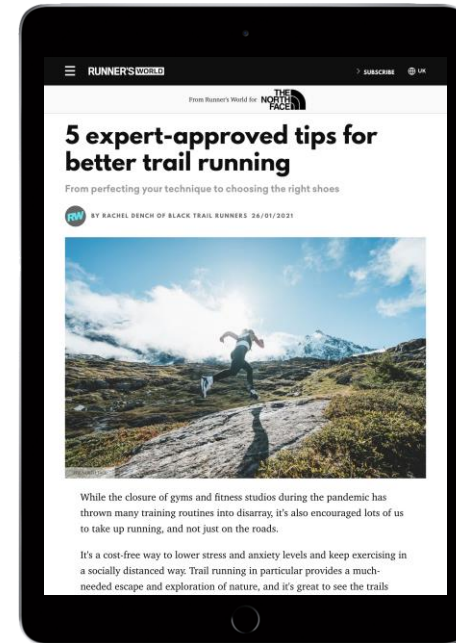 RUNNER'S WORLD
> SUBSCRIBE UK
From Runner's World for THE NORTH FACE
5 expert-approved tips for
better trail running
From perfecting your technique to choosing the right shoes
RW BY RACHEL DENCH OF BLACK TRAIL RUNNERS 26/01/2021
While the closure of gyms and fitness studios during the pandemic has
thrown many training routines into disarray, it's also encouraged lots of us
to take up running, and not just on the roads.
It's a cost-free way to lower stress and anxiety levels and keep exercising in
a socially distanced way. Trail running in particular provides a much-
needed escape and exploration of nature, and it's great to see the trails